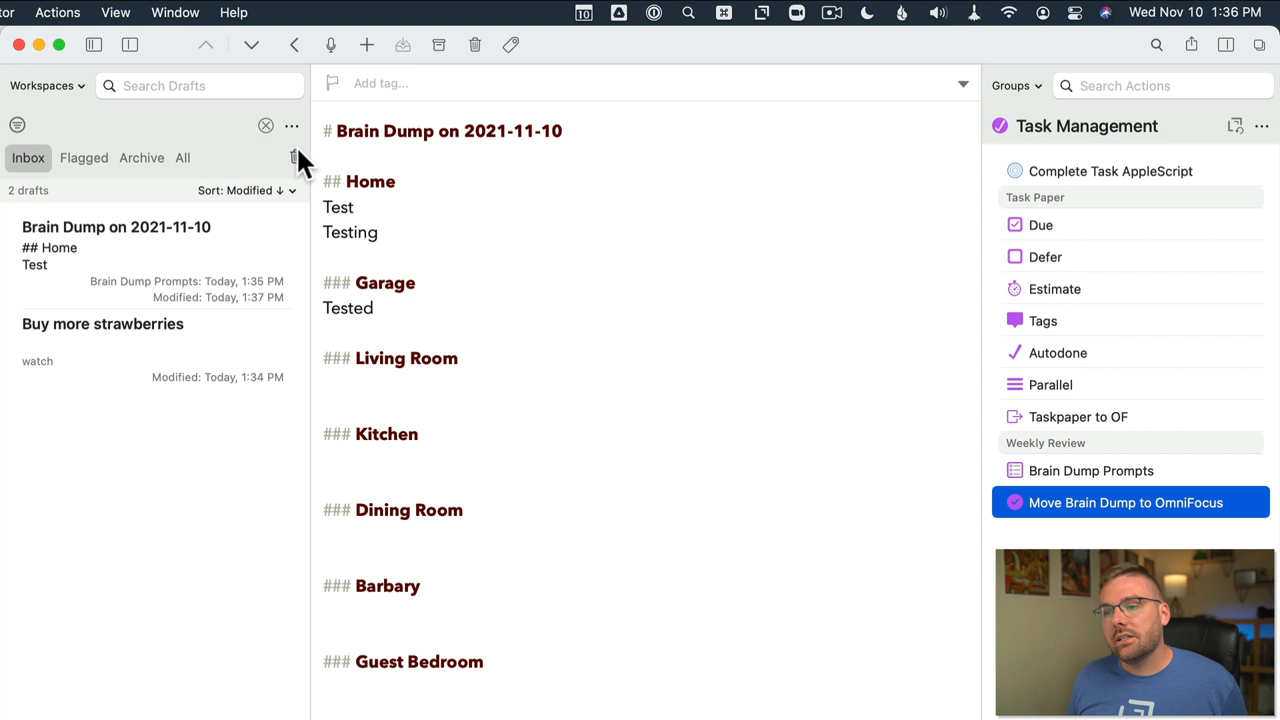 tor Actions View Window Help
10
Wed Nov 10 1:36 PM
Workspaces
Search Drafts
Inbox Flagged Archive All
2 drafts
Sort: Modified ↓
Brain Dump on 2021-11-10
## Home
Test
Brain Dump Prompts: Today, 1:35 PM
Modified: Today, 1:37 PM
Buy more strawberries
watch
Modified: Today, 1:34 PM
Add tag...
# Brain Dump on 2021-11-10
## Home
Test
Testing
### Garage
Tested
### Living Room
### Kitchen
### Dining Room
### Barbary
### Guest Bedroom
Groups
Search Actions
Task Management
Complete Task AppleScript
Task Paper
Due
Defer
Estimate
Tags
Autodone
Parallel
Taskpaper to OF
Weekly Review
Brain Dump Prompts
Move Brain Dump to OmniFocus